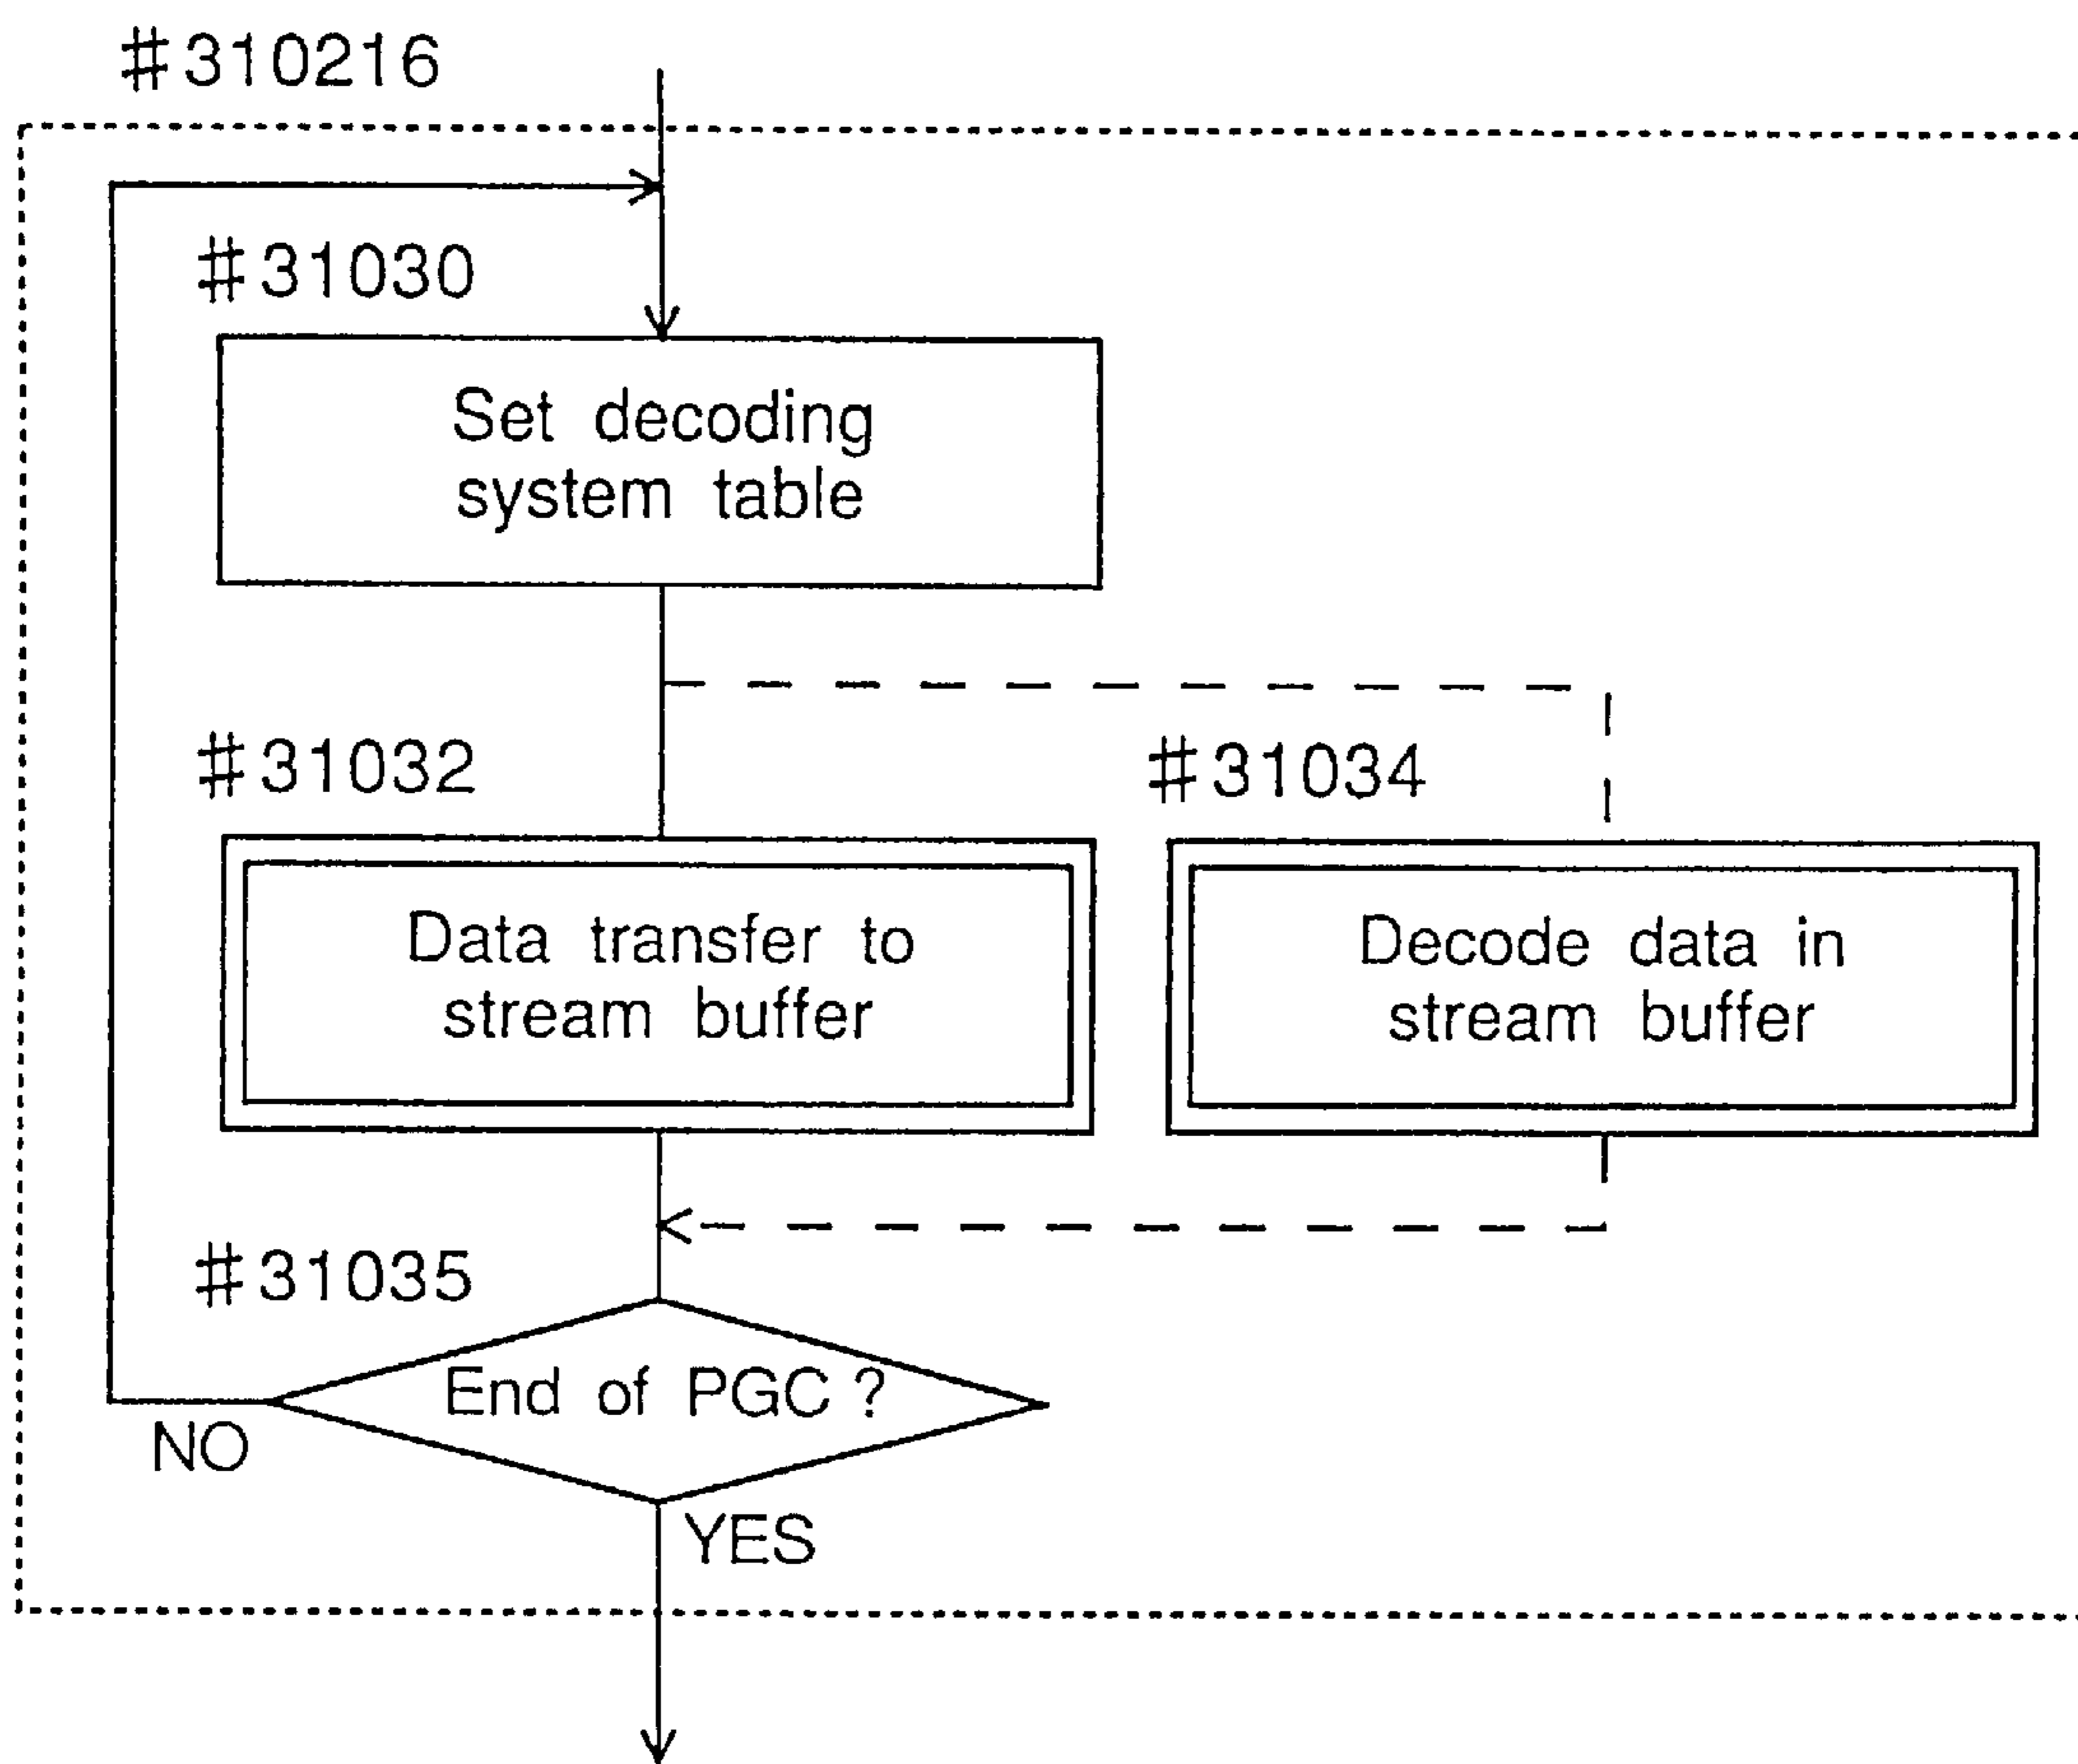 #310216
#31030
Set decoding
system table
#31032
#31034
Data transfer to
stream buffer
Decode data in
stream buffer
#31035
End of PGC ?
NO
YES